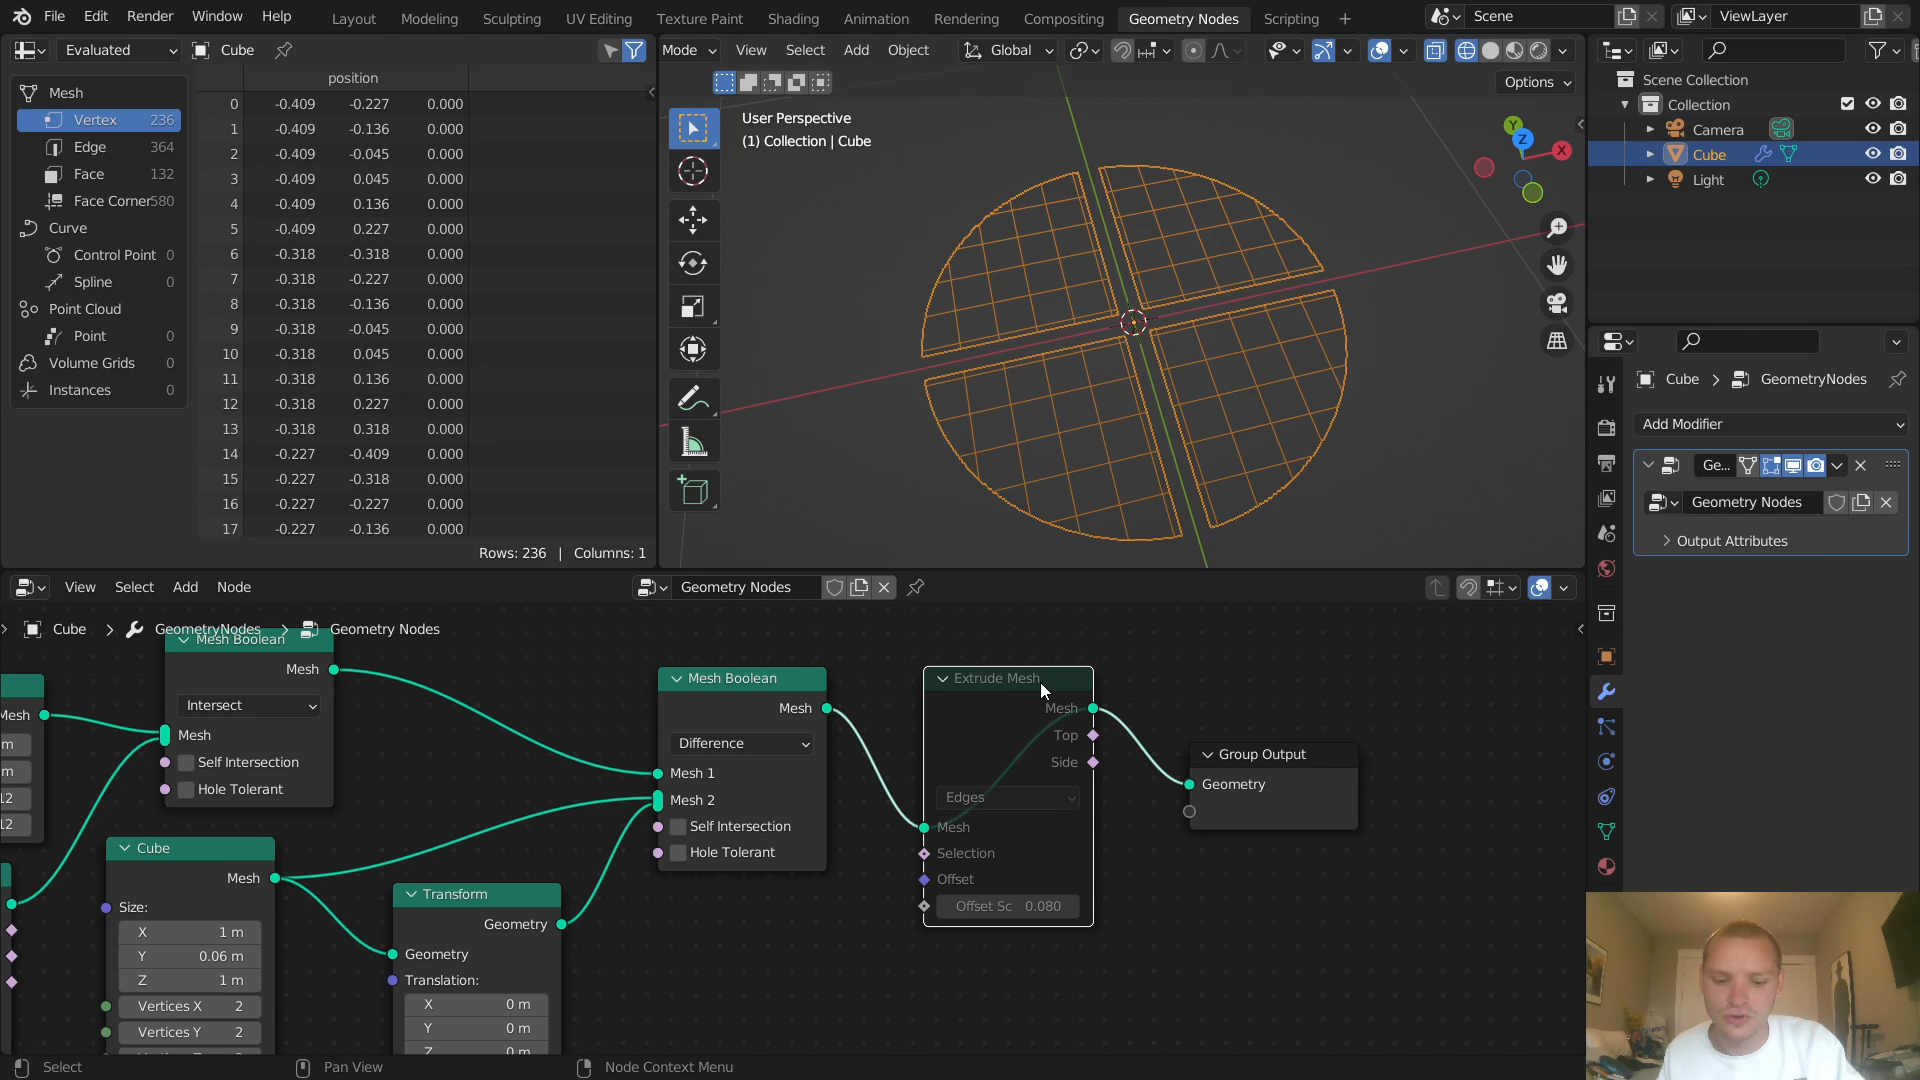 File Edit Render Window Help
Layout Modeling Sculpting UV Editing Texture Paint Shading Animation Rendering Compositing Geometry Nodes Scripting
Scene
ViewLayer
Evaluated
Cube
Mode
View Select Add Object
Global
Options
position
Mesh
Vertex 236
Edge 364
Face 132
Face Corner 580
Curve
Control Point 0
Spline 0
Point Cloud
Point 0
Volume Grids 0
Instances 0
0 -0.409 -0.227 0.000
1 -0.409 -0.136 0.000
2 -0.409 -0.045 0.000
3 -0.409 0.045 0.000
4 -0.409 0.136 0.000
5 -0.409 0.227 0.000
6 -0.318 -0.318 0.000
7 -0.318 -0.227 0.000
8 -0.318 -0.136 0.000
9 -0.318 -0.045 0.000
10 -0.318 0.045 0.000
11 -0.318 0.136 0.000
12 -0.318 0.227 0.000
13 -0.318 0.318 0.000
14 -0.227 -0.409 0.000
15 -0.227 -0.318 0.000
16 -0.227 -0.227 0.000
17 -0.227 -0.136 0.000
Rows: 236 | Columns: 1
User Perspective
(1) Collection | Cube
Y
Z
X
Scene Collection
Collection
Camera
Cube
Light
Cube > GeometryNodes
Add Modifier
Ge...
Geometry Nodes
Output Attributes
View Select Add Node
Geometry Nodes
Cube > GeometryNodes > Geometry Nodes
Mesh
m
m
12
12
Mesh Boolean
Mesh
Intersect
Mesh
Self Intersection
Hole Tolerant
Cube
Mesh
Size:
X 1 m
Y 0.06 m
Z 1 m
Vertices X 2
Vertices Y 2
Transform
Geometry
Geometry
Translation:
X 0 m
Y 0 m
Z 0 m
Mesh Boolean
Mesh
Difference
Mesh 1
Mesh 2
Self Intersection
Hole Tolerant
Extrude Mesh
Mesh
Top
Side
Edges
Mesh
Selection
Offset
Offset Sc 0.080
Group Output
Geometry
Select
Pan View
Node Context Menu